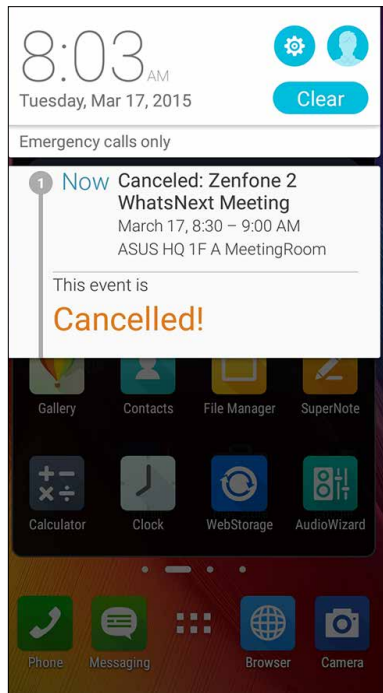 8:03 AM
Tuesday, Mar 17, 2015
Clear
Emergency calls only
1 Now Canceled: Zenfone 2
WhatsNext Meeting
March 17, 8:30 – 9:00 AM
ASUS HQ 1F A MeetingRoom
This event is
Cancelled!
Gallery Contacts File Manager SuperNote
Calculator Clock WebStorage AudioWizard
Phone Messaging Browser Camera